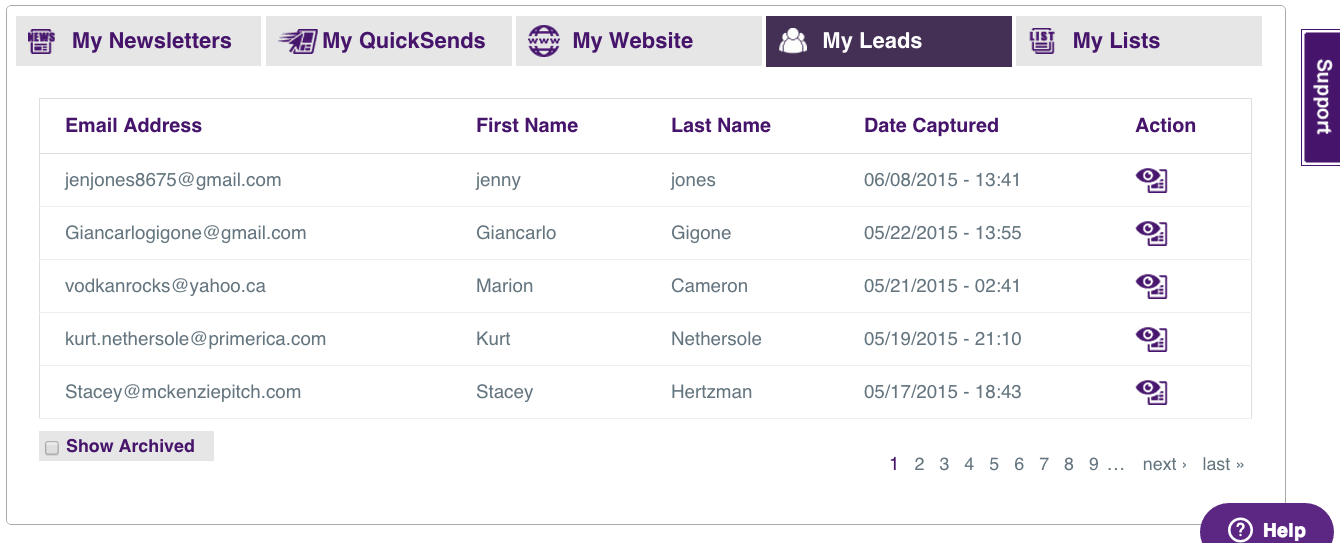 NEWS My Newsletters My QuickSends WWW My Website My Leads LIST My Lists
Support
Email Address First Name Last Name Date Captured Action
jenjones8675@gmail.com jenny jones 06/08/2015 - 13:41
Giancarlogigone@gmail.com Giancarlo Gigone 05/22/2015 - 13:55
vodkanrocks@yahoo.ca Marion Cameron 05/21/2015 - 02:41
kurt.nethersole@primerica.com Kurt Nethersole 05/19/2015 - 21:10
Stacey@mckenziepitch.com Stacey Hertzman 05/17/2015 - 18:43
Show Archived
1 2 3 4 5 6 7 8 9 … next › last »
? Help